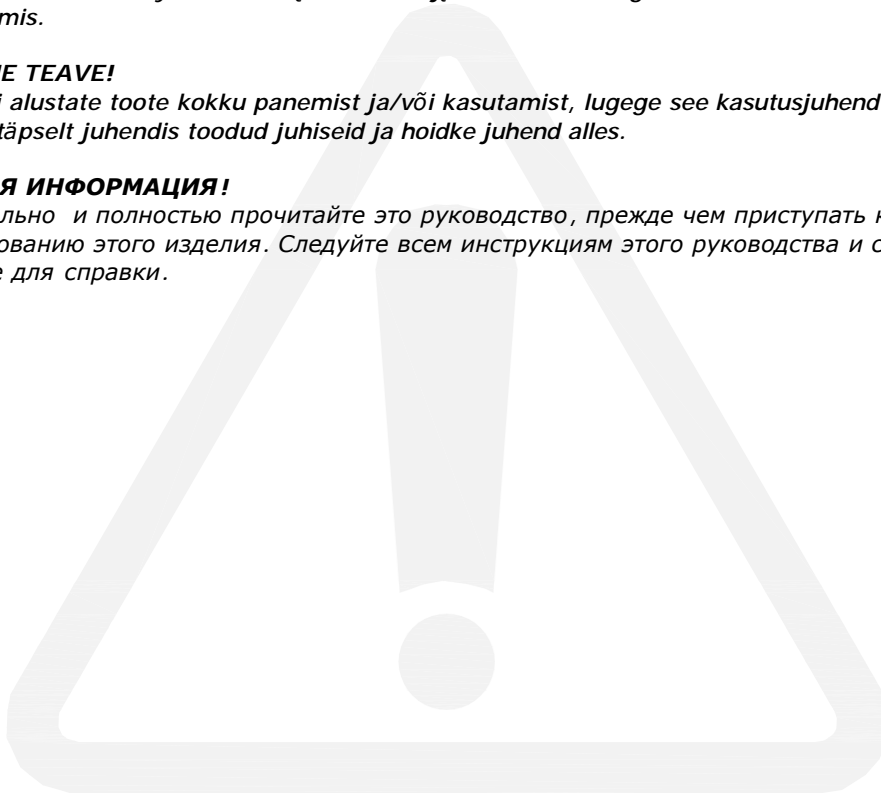 mis.
E TEAVE!
i alustate toote kokku panemist ja/või kasutamist, lugege see kasutusjuhend
täpselt juhendis toodud juhiseid ja hoidke juhend alles.
Я ИНФОРМАЦИЯ!
льно и полностью прочитайте это руководство, прежде чем приступать к
ованию этого изделия. Следуйте всем инструкциям этого руководства и с
е для справки.